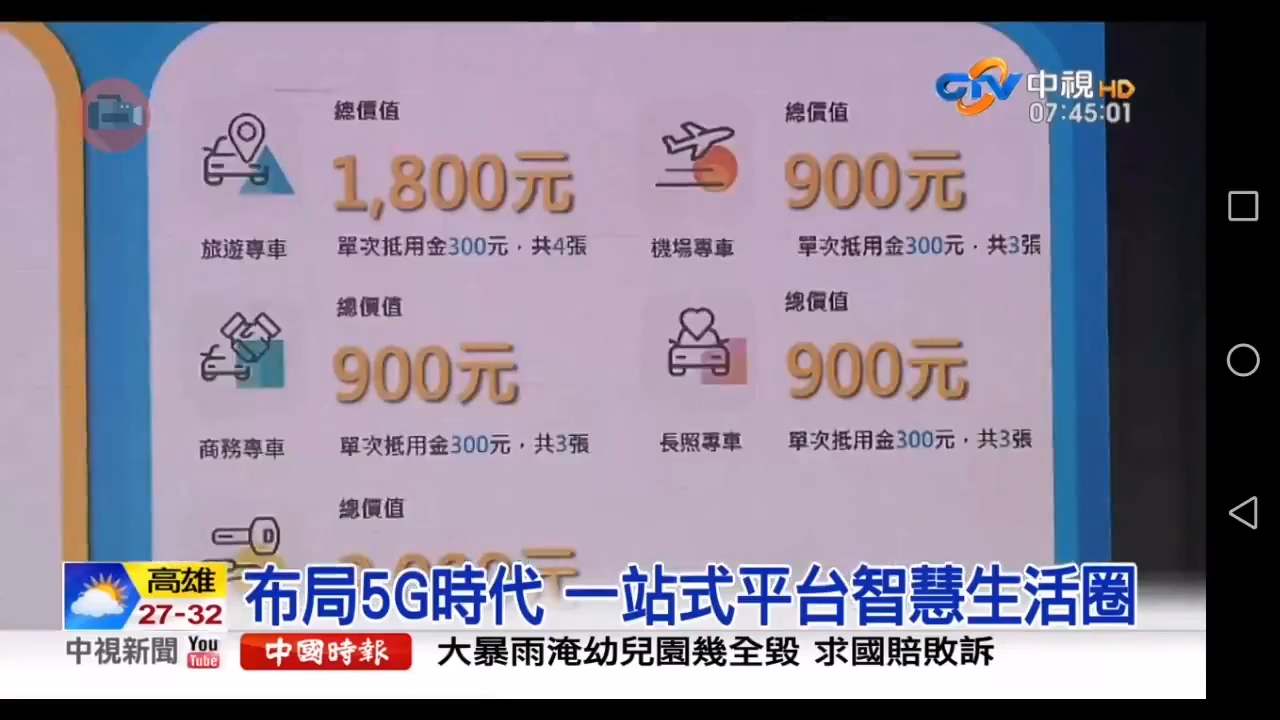 CTV 中視HD
07:45:01
總價值
1,800元
旅遊專車
單次抵用金300元，共4張
總價值
900元
機場專車
單次抵用金300元，共3張
總價值
900元
商務專車
單次抵用金300元，共3張
總價值
900元
長照專車
單次抵用金300元，共3張
總價值
元
高雄
27-32
布局5G時代 一站式平台智慧生活圈
中視新聞 YouTube
中國時報
大暴雨淹幼兒園幾全毀 求國賠敗訴